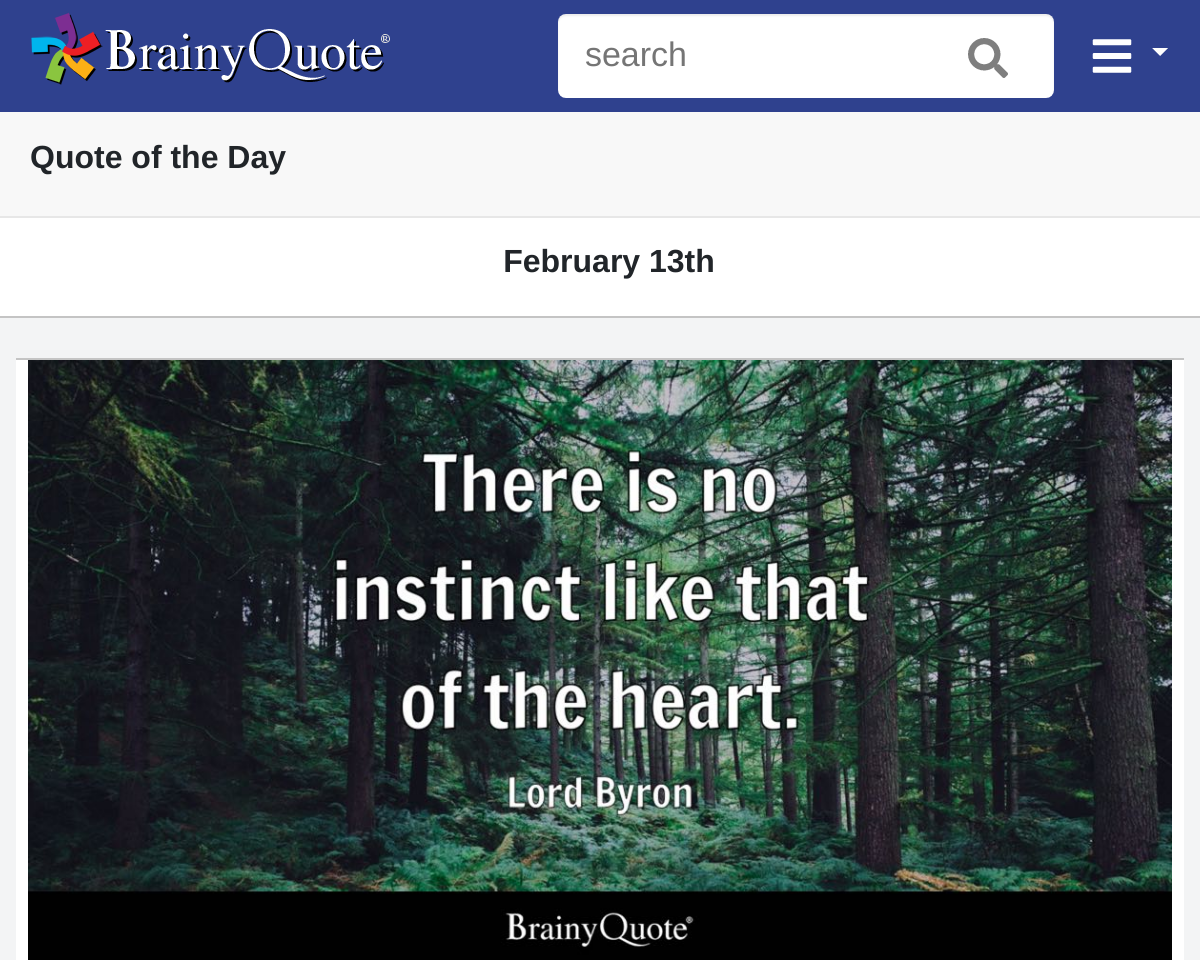 BrainyQuote®
search
Quote of the Day
February 13th
There is no
instinct like that
of the heart.
Lord Byron
BrainyQuote®